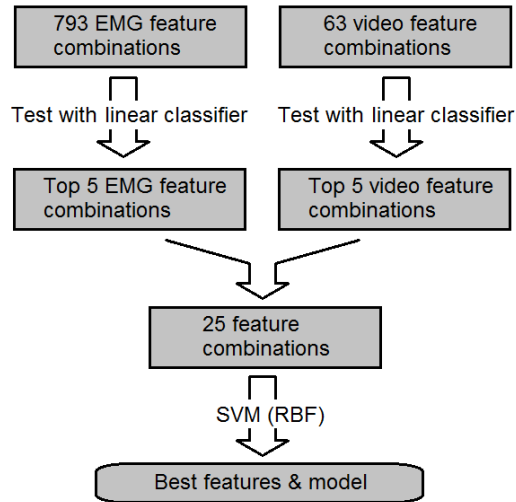 793 EMG feature
combinations
63 video feature
combinations
Test with linear classifier
Test with linear classifier
Top 5 EMG feature
combinations
Top 5 video feature
combinations
25 feature
combinations
SVM (RBF)
Best features & model